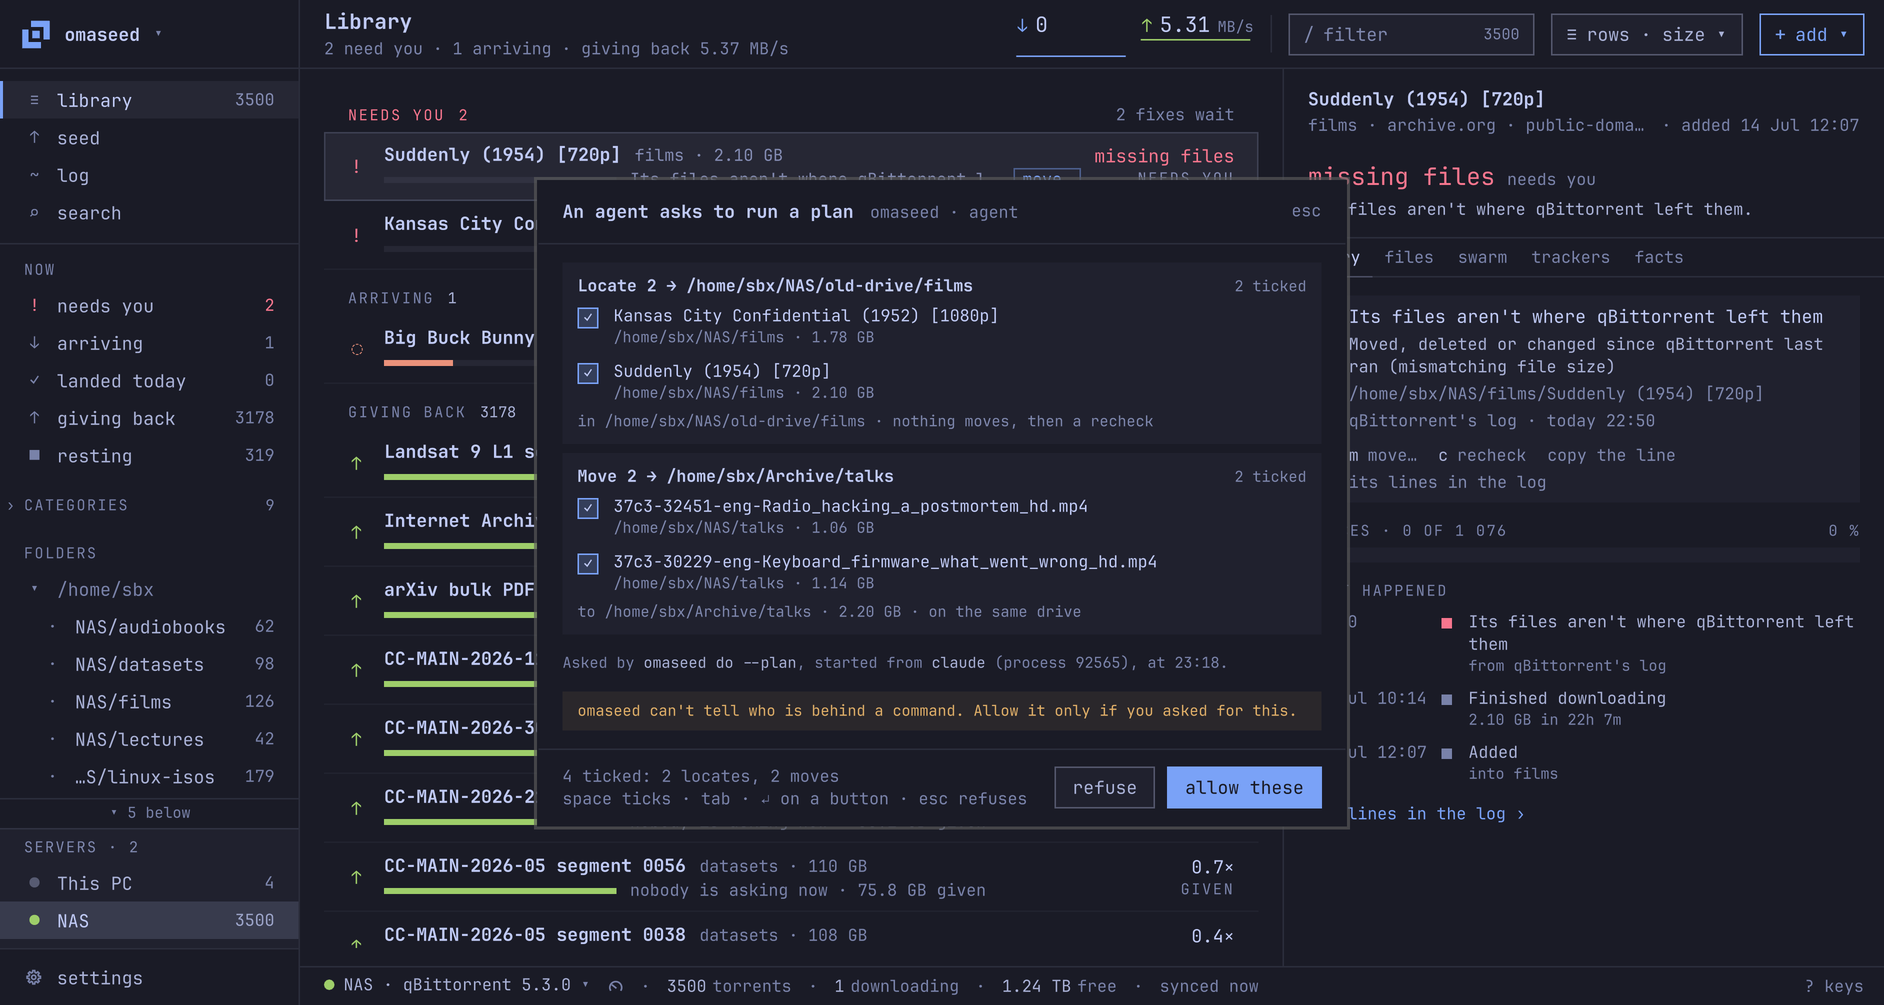 omaseed
library 3500
seed
log
search
NOW
! needs you 2
arriving 1
landed today 0
giving back 3178
resting 319
CATEGORIES 9
FOLDERS
/home/sbx
NAS/audiobooks 62
NAS/datasets 98
NAS/films 126
NAS/lectures 42
…S/linux-isos 179
5 below
SERVERS · 2
This PC 4
NAS 3500
settings
Library
2 need you · 1 arriving · giving back 5.37 MB/s
↓ 0
↑ 5.31 MB/s
/ filter 3500
≡ rows · size ▾
+ add ▾
NEEDS YOU 2 2 fixes wait
! Suddenly (1954) [720p] films · 2.10 GB missing files
! Kansas City Co
ARRIVING 1
Big Buck Bunny
GIVING BACK 3178
↑ Landsat 9 L1 s
↑ Internet Archi
↑ arXiv bulk PDF
↑ CC-MAIN-2026-1
↑ CC-MAIN-2026-3
↑ CC-MAIN-2026-2
↑ CC-MAIN-2026-05 segment 0056 datasets · 110 GB 0.7×
nobody is asking now · 75.8 GB given GIVEN
↑ CC-MAIN-2026-05 segment 0038 datasets · 108 GB 0.4×
An agent asks to run a plan omaseed · agent esc
Locate 2 → /home/sbx/NAS/old-drive/films 2 ticked
Kansas City Confidential (1952) [1080p]
/home/sbx/NAS/films · 1.78 GB
Suddenly (1954) [720p]
/home/sbx/NAS/films · 2.10 GB
in /home/sbx/NAS/old-drive/films · nothing moves, then a recheck
Move 2 → /home/sbx/Archive/talks 2 ticked
37c3-32451-eng-Radio_hacking_a_postmortem_hd.mp4
/home/sbx/NAS/talks · 1.06 GB
37c3-30229-eng-Keyboard_firmware_what_went_wrong_hd.mp4
/home/sbx/NAS/talks · 1.14 GB
to /home/sbx/Archive/talks · 2.20 GB · on the same drive
Asked by omaseed do --plan, started from claude (process 92565), at 23:18.
omaseed can't tell who is behind a command. Allow it only if you asked for this.
4 ticked: 2 locates, 2 moves
space ticks · tab · ↵ on a button · esc refuses
refuse
allow these
Suddenly (1954) [720p]
films · archive.org · public-doma… · added 14 Jul 12:07
missing files needs you
files aren't where qBittorrent left them.
y files swarm trackers facts
Its files aren't where qBittorrent left them
Moved, deleted or changed since qBittorrent last
ran (mismatching file size)
/home/sbx/NAS/films/Suddenly (1954) [720p]
qBittorrent's log · today 22:50
m move… c recheck copy the line
its lines in the log
ES · 0 OF 1 076 0 %
HAPPENED
0 Its files aren't where qBittorrent left
them
from qBittorrent's log
ul 10:14 Finished downloading
2.10 GB in 22h 7m
ul 12:07 Added
into films
lines in the log ›
NAS · qBittorrent 5.3.0 ▾ · 3500 torrents · 1 downloading · 1.24 TB free · synced now
? keys